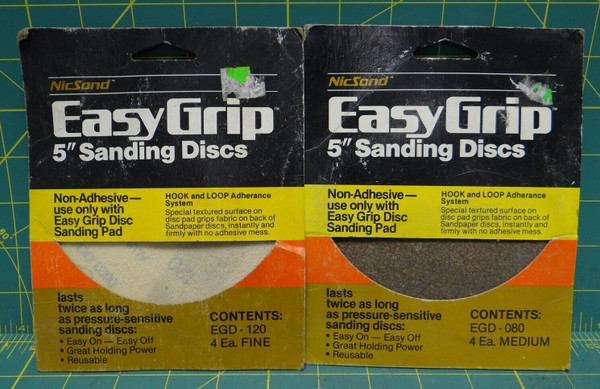 NicSand™
EasyGrip™
5" Sanding Discs
Non-Adhesive—
use only with
Easy Grip Disc
Sanding Pad
HOOK and LOOP Adherance
System
Special textured surface on
disc pad grips fabric on back of
Sandpaper discs, instantly and
firmly with no adhesive mess.
lasts
twice as long
as pressure-sensitive
sanding discs:
• Easy On — Easy Off
• Great Holding Power
• Reusable
CONTENTS:
EGD - 120
4 Ea. FINE
NicSand™
EasyGrip
5" Sanding Discs
Non-Adhesive—
use only with
Easy Grip Disc
Sanding Pad
HOOK and LOOP Adherance
System
Special textured surface on
disc pad grips fabric on back of
Sandpaper discs, instantly and
firmly with no adhesive mess.
lasts
twice as long
as pressure-sensitive
sanding discs:
• Easy On — Easy Off
• Great Holding Power
• Reusable
CONTENTS:
EGD - 080
4 Ea. MEDIUM